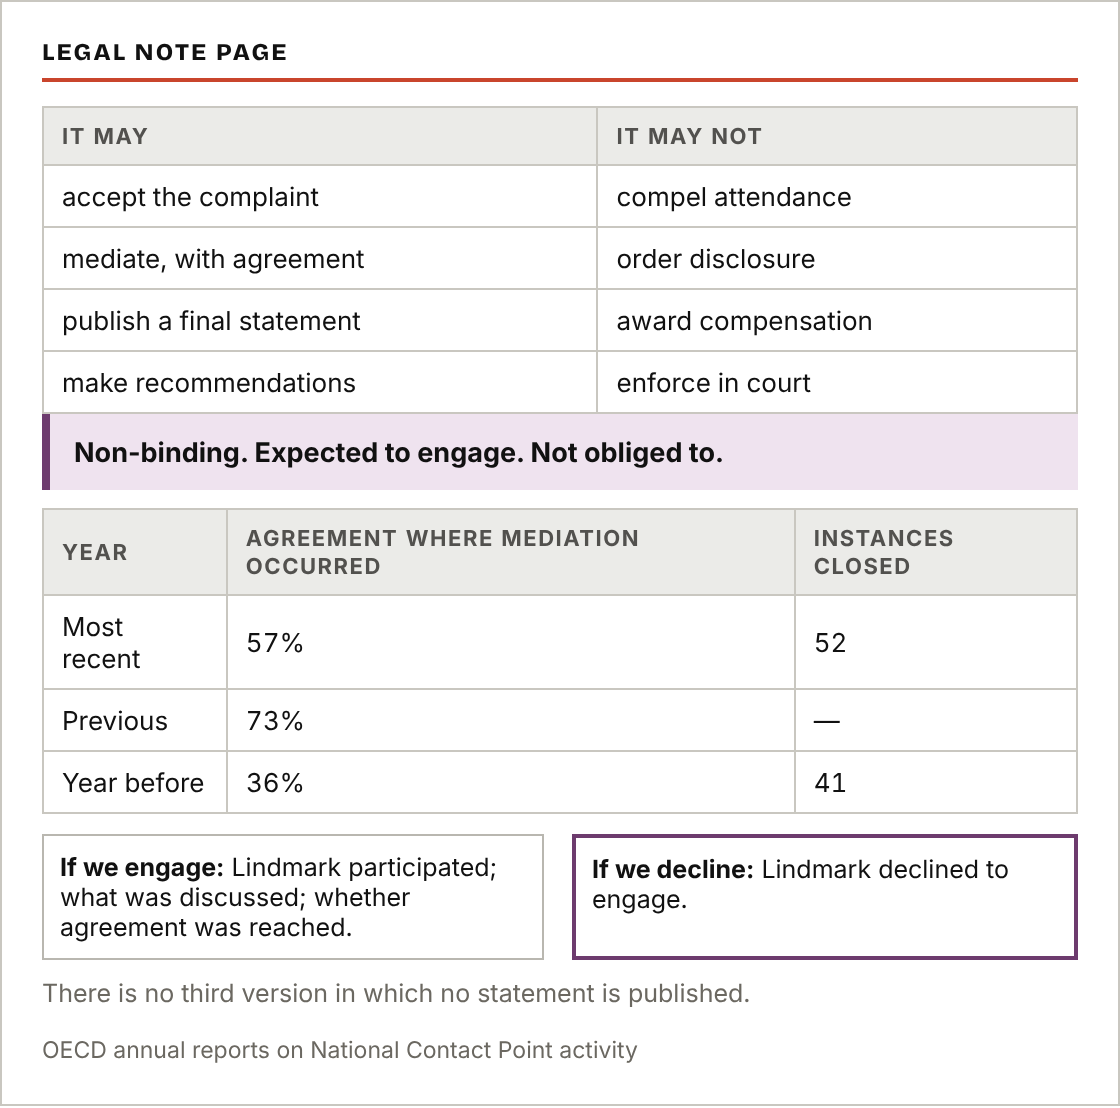 LEGAL NOTE PAGE
IT MAY
IT MAY NOT
accept the complaint
compel attendance
mediate, with agreement
order disclosure
publish a final statement
award compensation
make recommendations
enforce in court
Non-binding. Expected to engage. Not obliged to.
YEAR
AGREEMENT WHERE MEDIATION
OCCURRED
INSTANCES
CLOSED
Most
recent
57%
52
Previous
73%
—
Year before
36%
41
If we engage: Lindmark participated;
what was discussed; whether
agreement was reached.
If we decline: Lindmark declined to
engage.
There is no third version in which no statement is published.
OECD annual reports on National Contact Point activity